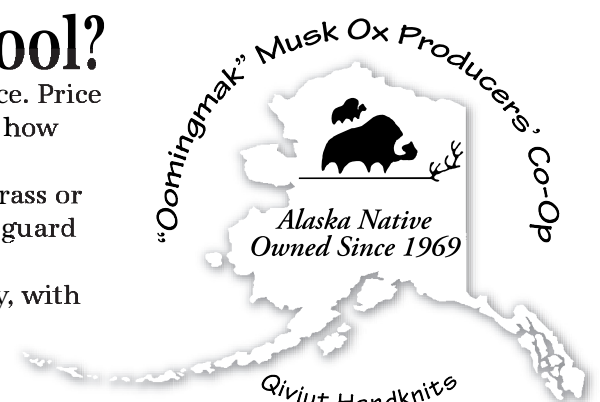 ool?
ce. Price
how
rass or
guard
y, with
“Oomingmak” Musk Ox Producers’ Co-Op
Alaska Native
Owned Since 1969
Qiviut Handknits